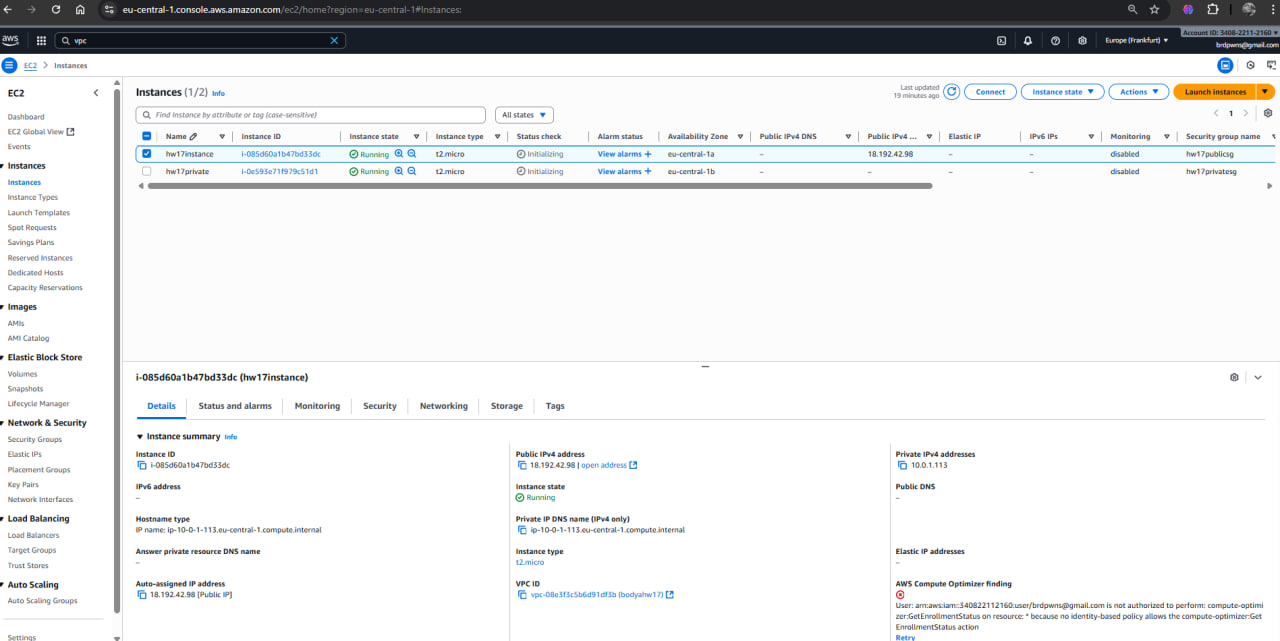 eu-central-1.console.aws.amazon.com/ec2/home?region=eu-central-1#Instances:
aws
vpc
Europe (Frankfurt)
Account ID: 3408-2211-2160
brdpwns@gmail.com
EC2 > Instances
EC2
Dashboard
EC2 Global View
Events
Instances
Instances
Instance Types
Launch Templates
Spot Requests
Savings Plans
Reserved Instances
Dedicated Hosts
Capacity Reservations
Images
AMIs
AMI Catalog
Elastic Block Store
Volumes
Snapshots
Lifecycle Manager
Network & Security
Security Groups
Elastic IPs
Placement Groups
Key Pairs
Network Interfaces
Load Balancing
Load Balancers
Target Groups
Trust Stores
Auto Scaling
Auto Scaling Groups
Settings
Instances (1/2) Info
Last updated
19 minutes ago
Connect
Instance state
Actions
Launch instances
Find Instance by attribute or tag (case-sensitive)
All states
1
Name Instance ID Instance state Instance type Status check Alarm status Availability Zone Public IPv4 DNS Public IPv4 ... Elastic IP IPv6 IPs Monitoring Security group name
hw17instance i-085d60a1b47bd33dc Running t2.micro Initializing View alarms + eu-central-1a – 18.192.42.98 – – disabled hw17publicsg
hw17private i-0e593e71f979c51d1 Running t2.micro Initializing View alarms + eu-central-1b – – – – disabled hw17privatesg
i-085d60a1b47bd33dc (hw17instance)
Details Status and alarms Monitoring Security Networking Storage Tags
Instance summary Info
Instance ID
i-085d60a1b47bd33dc
IPv6 address
–
Hostname type
IP name: ip-10-0-1-113.eu-central-1.compute.internal
Answer private resource DNS name
–
Auto-assigned IP address
18.192.42.98 [Public IP]
Public IPv4 address
18.192.42.98 | open address
Instance state
Running
Private IP DNS name (IPv4 only)
ip-10-0-1-113.eu-central-1.compute.internal
Instance type
t2.micro
VPC ID
vpc-08e3f3c5b6d91df3b (bodyahw17)
Private IPv4 addresses
10.0.1.113
Public DNS
–
Elastic IP addresses
–
AWS Compute Optimizer finding
User: arn:aws:iam::340822112160:user/brdpwns@gmail.com is not authorized to perform: compute-optimi
zer:GetEnrollmentStatus on resource: * because no identity-based policy allows the compute-optimizer:Get
EnrollmentStatus action
Retry